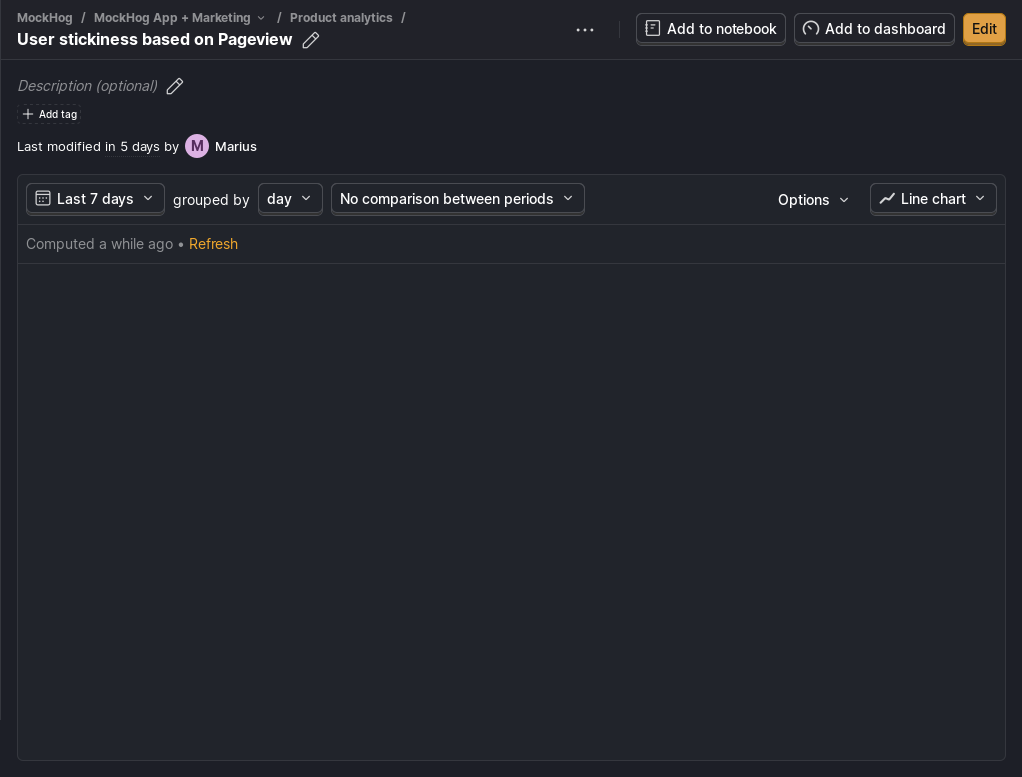 MockHog / MockHog App + Marketing / Product analytics /
User stickiness based on Pageview
Add to notebook
Add to dashboard
Edit
Description (optional)
Add tag
Last modified in 5 days by M Marius
Last 7 days grouped by day No comparison between periods Options Line chart
Computed a while ago • Refresh